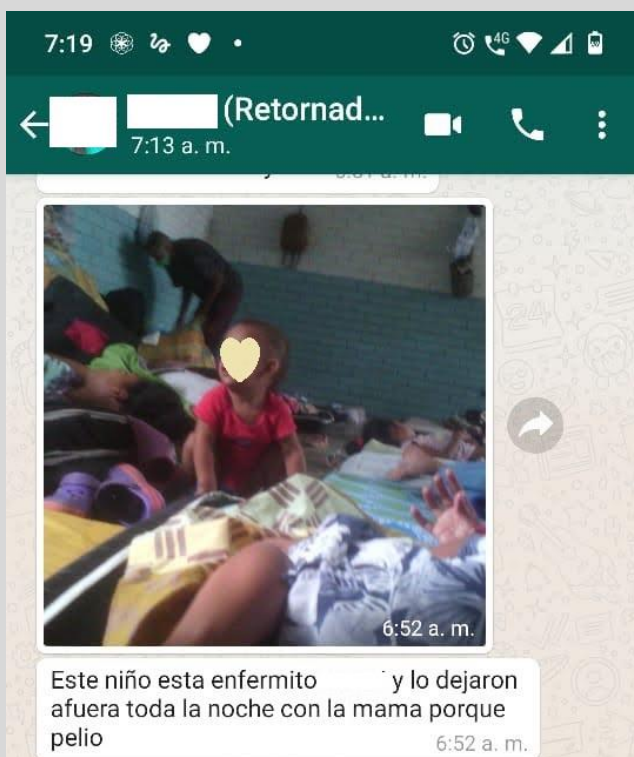 7:19
4G
(Retornad...
7:13 a. m.
6:52 a. m.
Este niño esta enfermito y lo dejaron
afuera toda la noche con la mama porque
pelio
6:52 a. m.